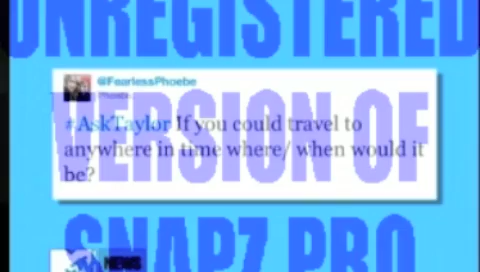 UNREGISTERED
@FearlessPhoebe
Phoebe
VERSION OF
#AskTaylor If you could travel to
anywhere in time where/ when would it
be?
SNAPZ PRO
NEWS